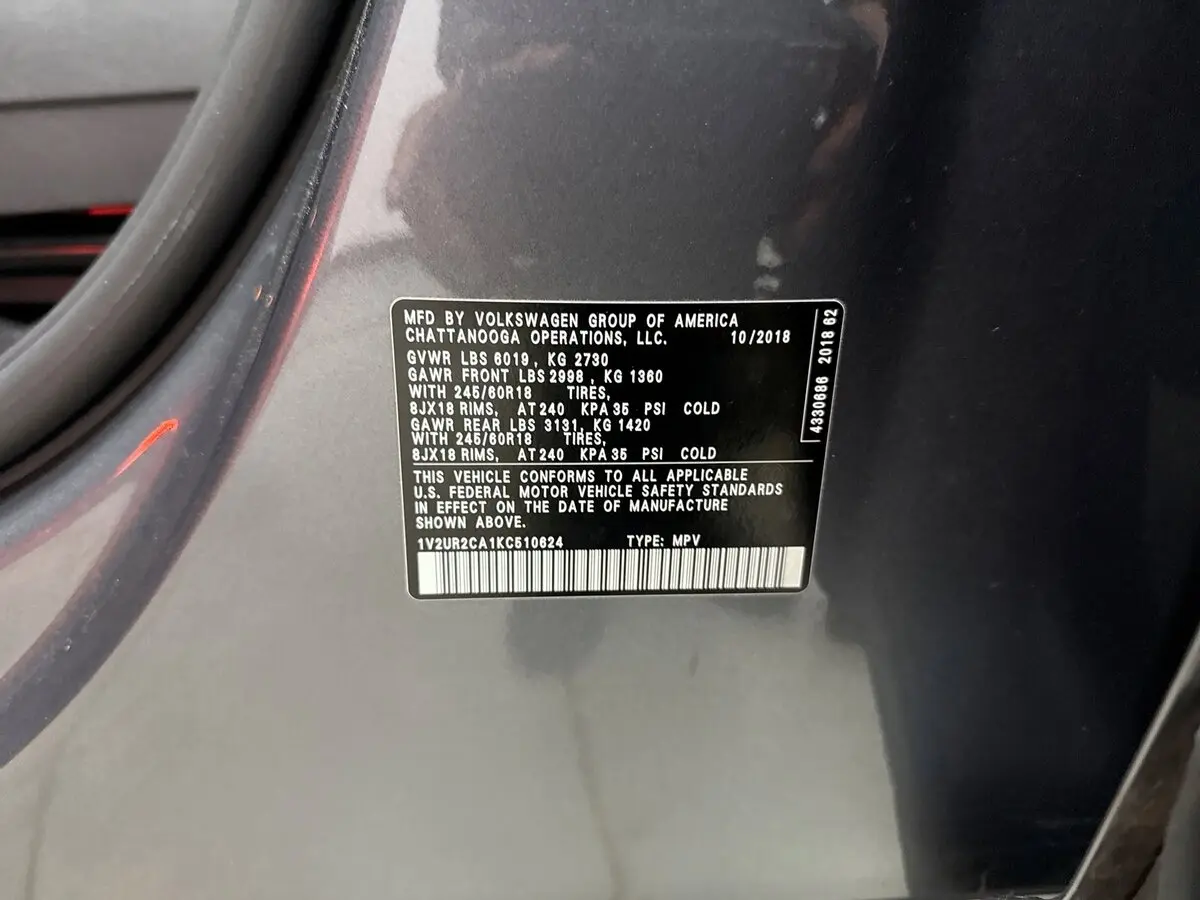 MFD BY VOLKSWAGEN GROUP OF AMERICA
CHATTANOOGA OPERATIONS, LLC. 10/2018
GVWR LBS 6019, KG 2730
GAWR FRONT LBS 2998, KG 1360
WITH 245/60R18 TIRES,
8JX18 RIMS, AT 240 KPA 35 PSI COLD
GAWR REAR LBS 3131, KG 1420
WITH 245/60R18 TIRES,
8JX18 RIMS, AT 240 KPA 35 PSI COLD
THIS VEHICLE CONFORMS TO ALL APPLICABLE
U.S. FEDERAL MOTOR VEHICLE SAFETY STANDARDS
IN EFFECT ON THE DATE OF MANUFACTURE
SHOWN ABOVE.
1V2UR2CA1KC510624 TYPE: MPV
4330686 2018 62